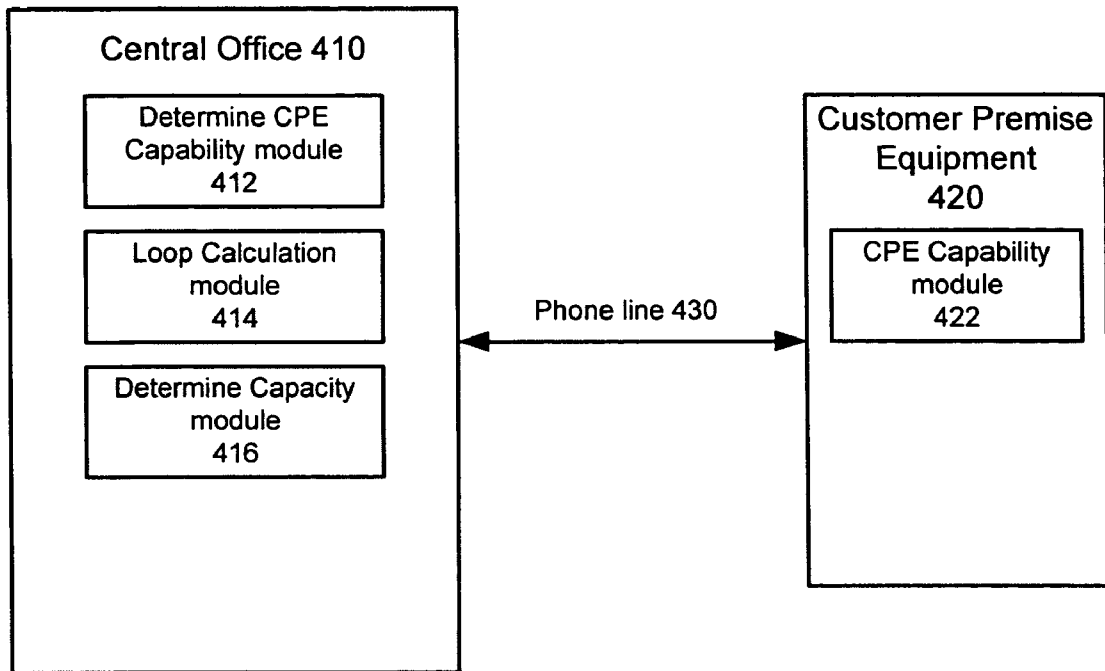 Central Office 410
Determine CPE
Capability module
412
Loop Calculation
module
414
Determine Capacity
module
416
Phone line 430
Customer Premise
Equipment
420
CPE Capability
module
422